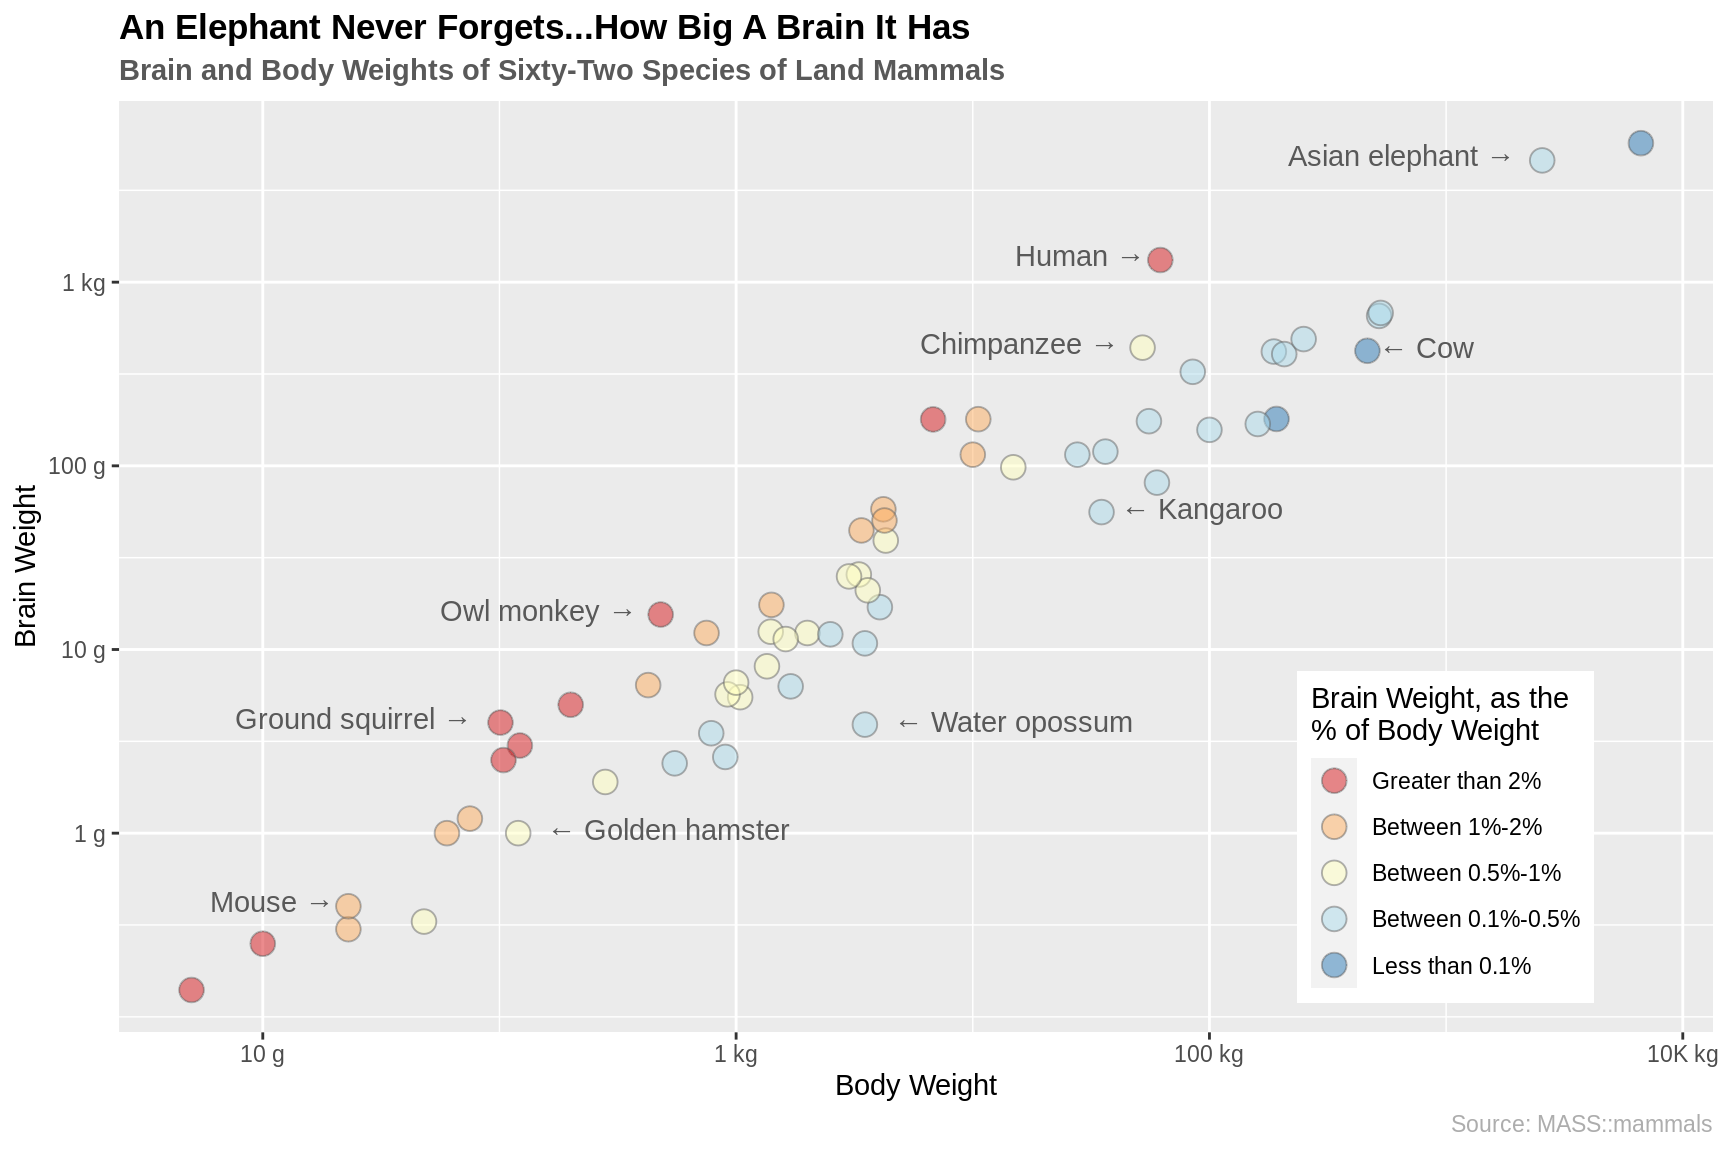 An Elephant Never Forgets...How Big A Brain It Has
Brain and Body Weights of Sixty-Two Species of Land Mammals
Asian elephant →
Human →
1 kg
Chimpanzee →
← Cow
100 g
← Kangaroo
Brain Weight
Owl monkey →
10 g
Ground squirrel →
← Water opossum
1 g
← Golden hamster
Mouse →
Brain Weight, as the
% of Body Weight
Greater than 2%
Between 1%-2%
Between 0.5%-1%
Between 0.1%-0.5%
Less than 0.1%
10 g
1 kg
100 kg
10K kg
Body Weight
Source: MASS::mammals